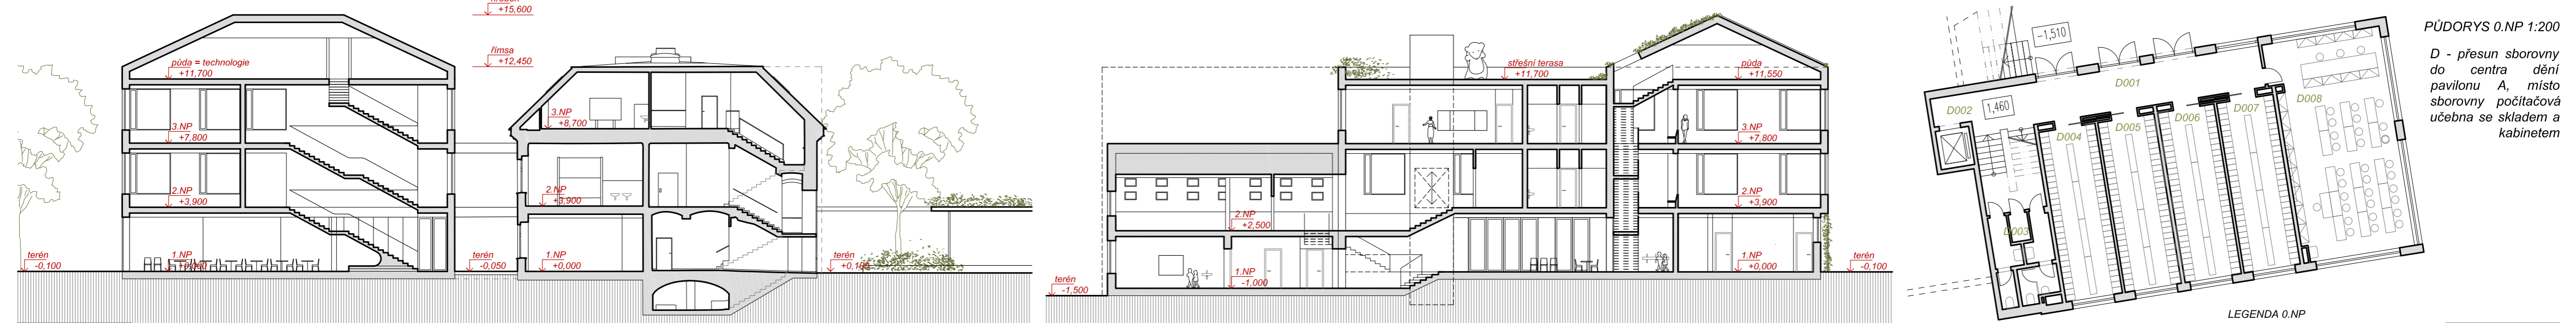 +15,600
římsa
+12,450
půda = technologie
+11,700
3.NP
+7,800
2.NP
+3,900
1.NP
terén
-0,100
3.NP
+8,700
2.NP
+3,900
1.NP
+0,000
terén
-0,050
terén
střešní terasa
+11,700
půda
+11,550
3.NP
+7,800
2.NP
+3,900
1.NP
+0,000
2.NP
+2,500
1.NP
-1,000
terén
-1,500
terén
-0,100
-1,510
1,460
D001
D002
D003
D004
D005
D006
D007
D008
PŮDORYS 0.NP 1:200
D - přesun sborovny
do centra dění
pavilonu A, místo
sborovny počítačová
učebna se skladem a
kabinetem
LEGENDA 0.NP